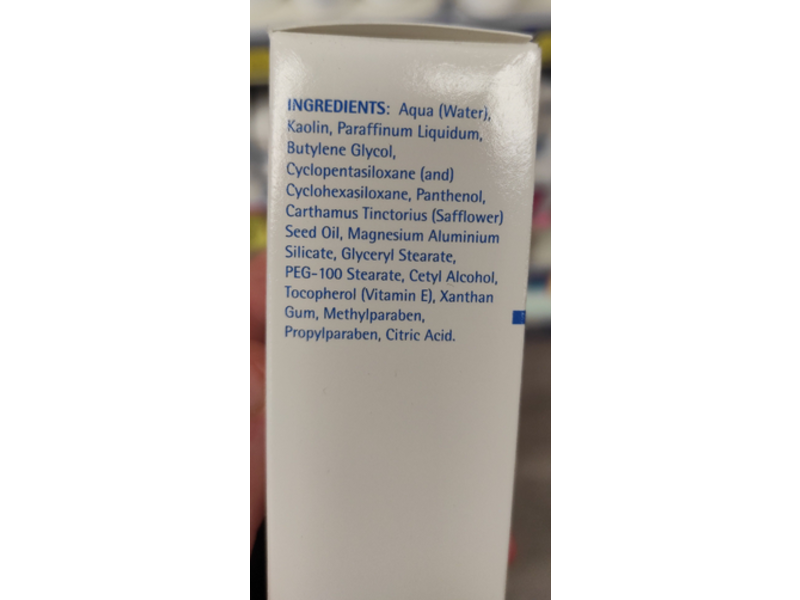 INGREDIENTS: Aqua (Water),
Kaolin, Paraffinum Liquidum,
Butylene Glycol,
Cyclopentasiloxane (and)
Cyclohexasiloxane, Panthenol,
Carthamus Tinctorius (Safflower)
Seed Oil, Magnesium Aluminium
Silicate, Glyceryl Stearate,
PEG-100 Stearate, Cetyl Alcohol,
Tocopherol (Vitamin E), Xanthan
Gum, Methylparaben,
Propylparaben, Citric Acid.